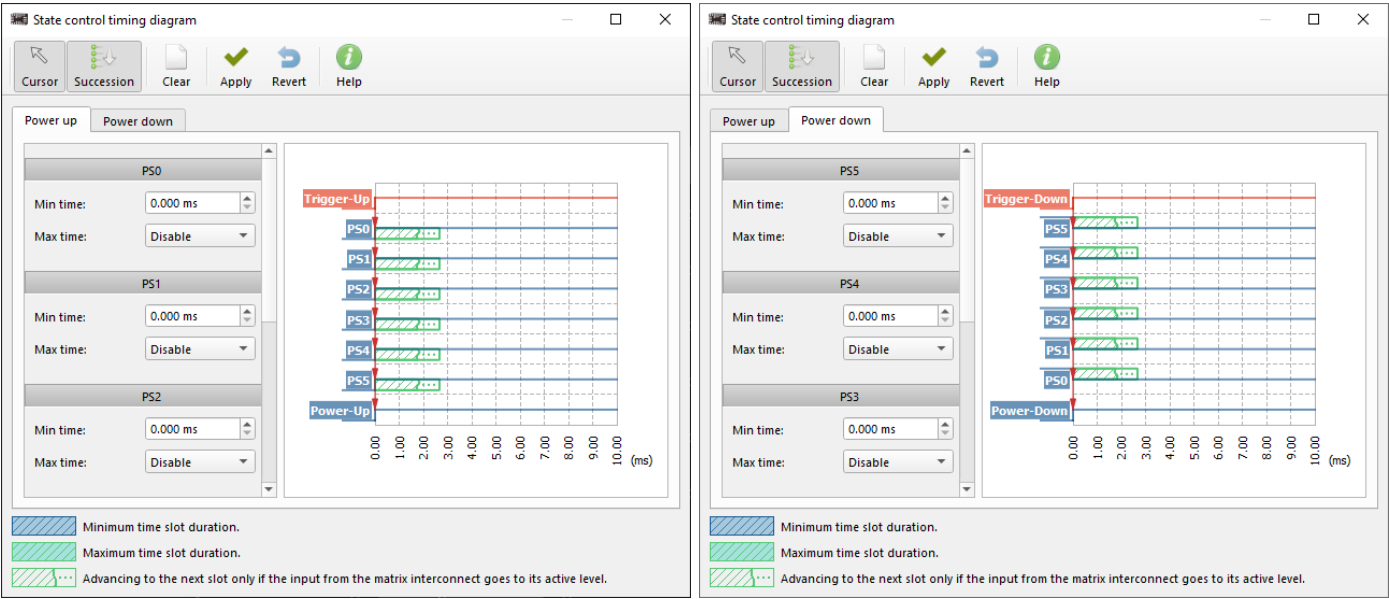 State control timing diagram
Cursor Succession Clear Apply Revert Help
Power up Power down
PS0
Min time: 0.000 ms
Max time: Disable
PS1
Min time: 0.000 ms
Max time: Disable
PS2
Min time: 0.000 ms
Max time: Disable
Trigger-Up
PS0
PS1
PS2
PS3
PS4
PS5
Power-Up
0.00 1.00 2.00 3.00 4.00 5.00 6.00 7.00 8.00 9.00 10.00 (ms)
Minimum time slot duration.
Maximum time slot duration.
Advancing to the next slot only if the input from the matrix interconnect goes to its active level.
State control timing diagram
Cursor Succession Clear Apply Revert Help
Power up Power down
PS5
Min time: 0.000 ms
Max time: Disable
PS4
Min time: 0.000 ms
Max time: Disable
PS3
Min time: 0.000 ms
Max time: Disable
Trigger-Down
PS5
PS4
PS3
PS2
PS1
PS0
Power-Down
0.00 1.00 2.00 3.00 4.00 5.00 6.00 7.00 8.00 9.00 10.00 (ms)
Minimum time slot duration.
Maximum time slot duration.
Advancing to the next slot only if the input from the matrix interconnect goes to its active level.